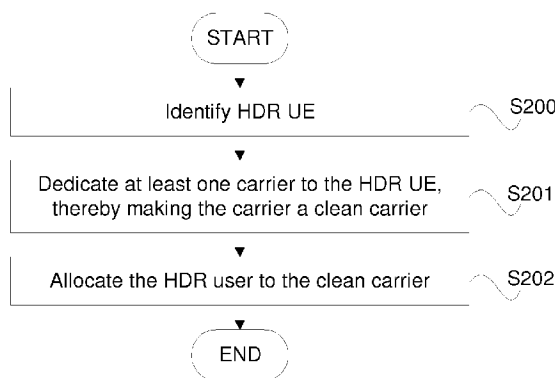 START
Identify HDR UE
S200
Dedicate at least one carrier to the HDR UE,
thereby making the carrier a clean carrier
S201
Allocate the HDR user to the clean carrier
S202
END